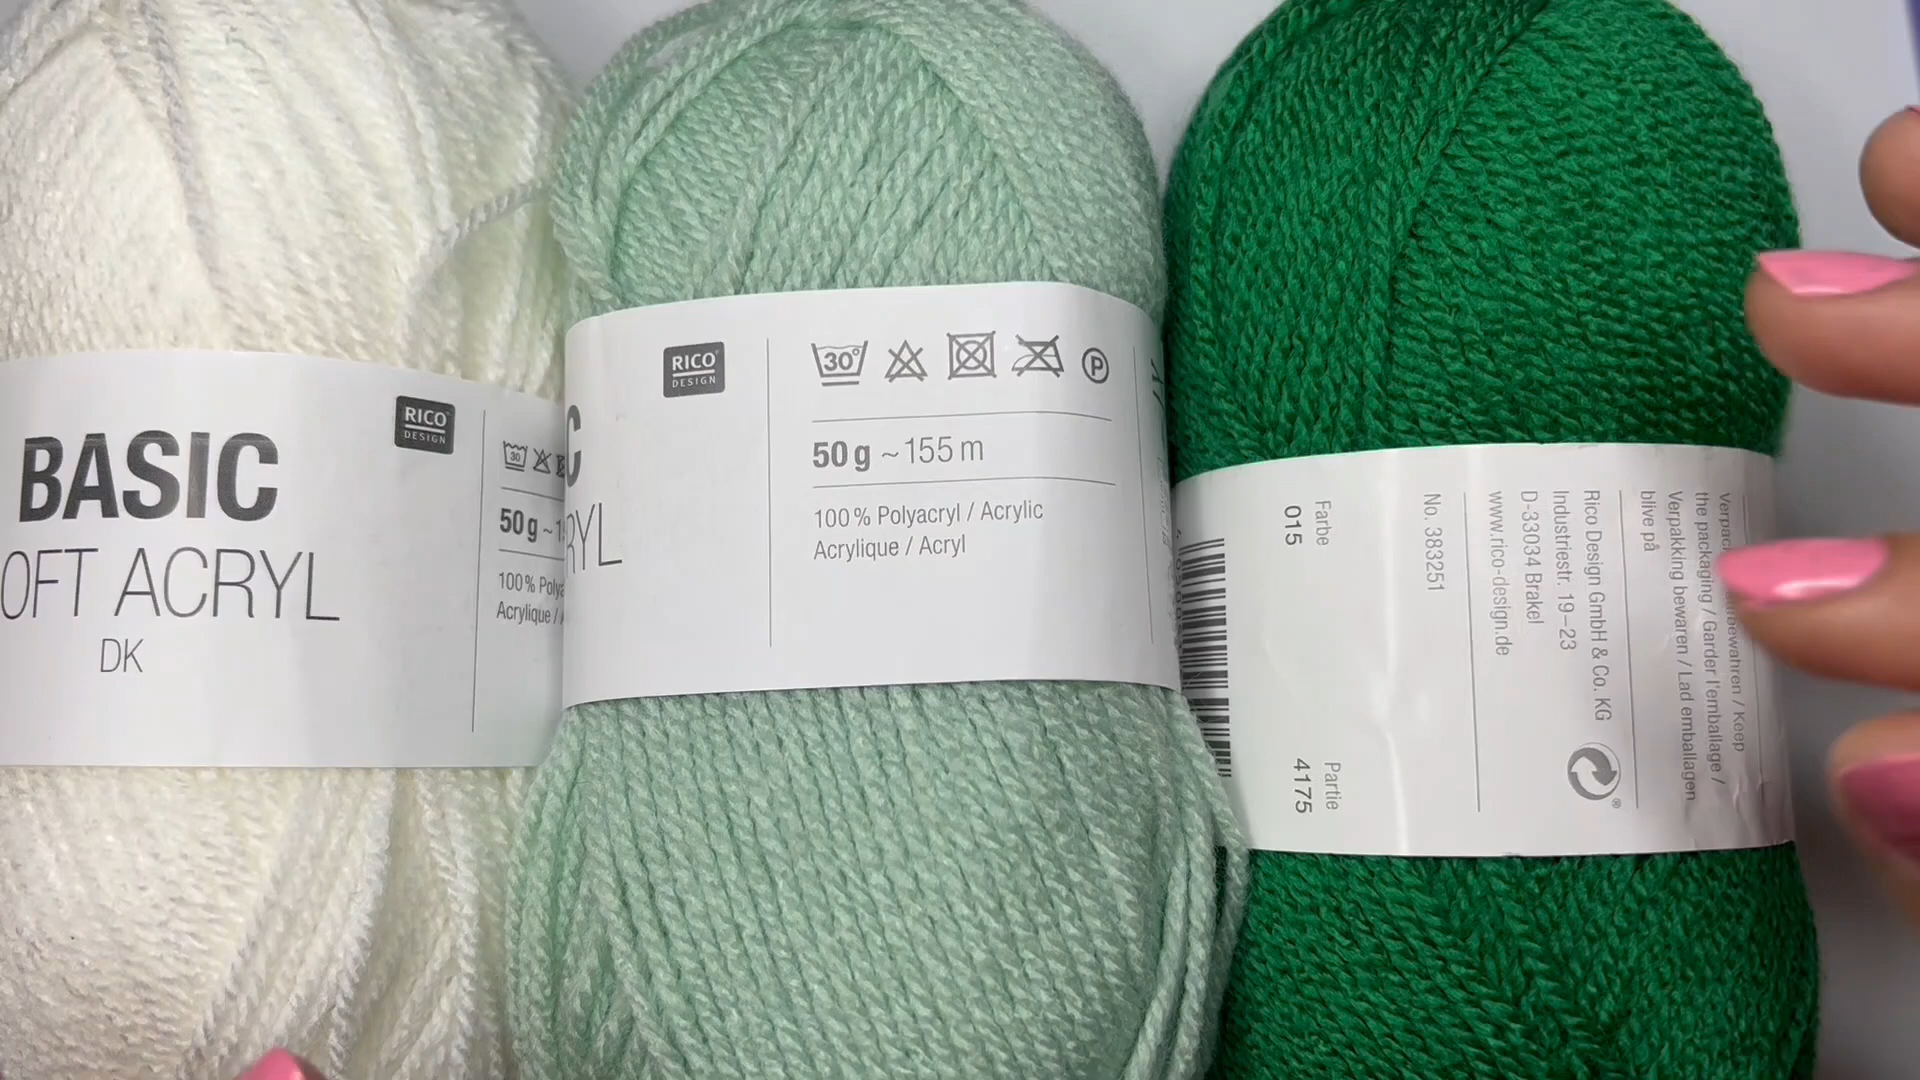 RICO
DESIGN
BASIC
OFT ACRYL
DK
30
50 g ~
100%
Acrylique /
RICO
DESIGN
C
RYL
30°
P
50 g ~ 155 m
100 % Polyacryl / Acrylic
Acrylique / Acryl
Farbe
015
Partie
4175
No. 383251
Rico Design GmbH & Co. KG
Industriestr. 19–23
D-33034 Brakel
www.rico-design.de
/ Keep
the packaging / Garder l'emballage /
Verpakking bewaren / Lad emballagen
blive på